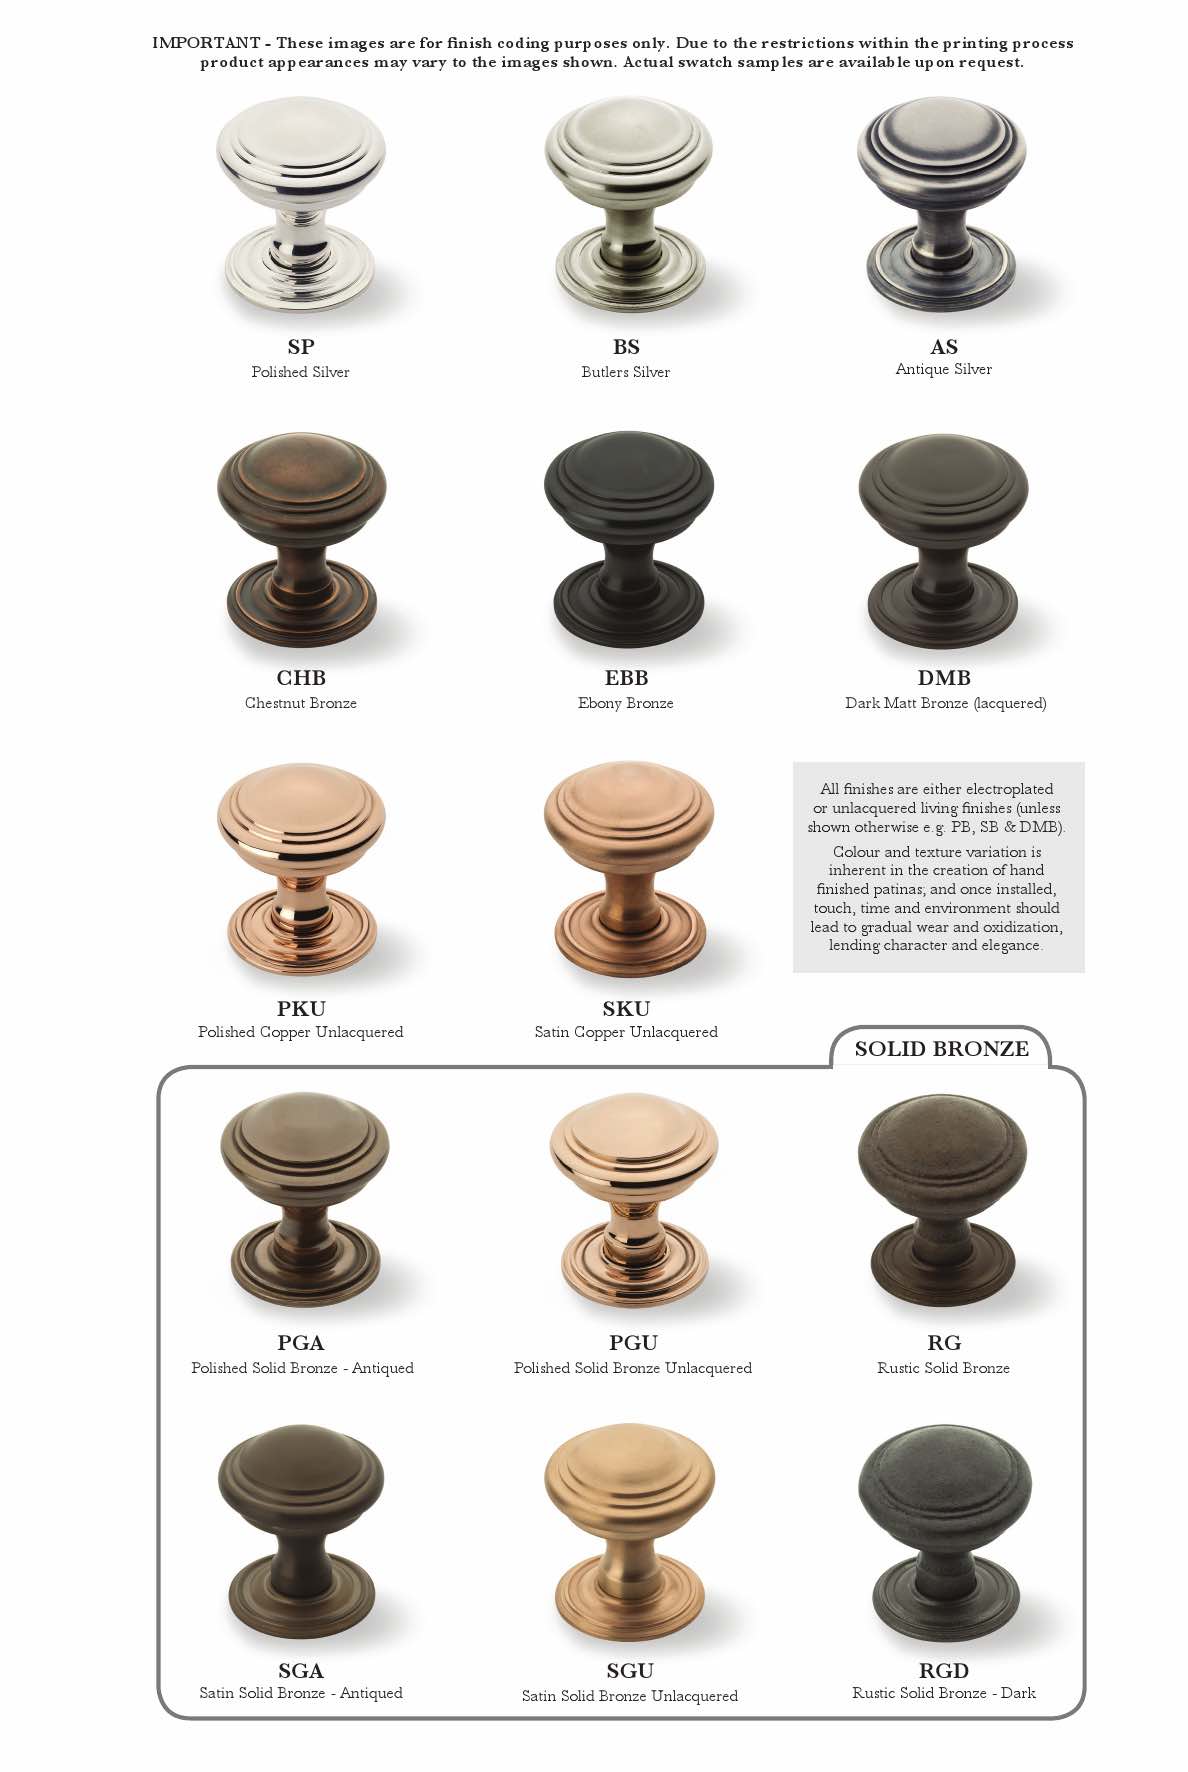 IMPORTANT - These images are for finish coding purposes only. Due to the restrictions within the printing process
product appearances may vary to the images shown. Actual swatch samples are available upon request.
SP
Polished Silver
BS
Butlers Silver
AS
Antique Silver
CHB
Chestnut Bronze
EBB
Ebony Bronze
DMB
Dark Matt Bronze (lacquered)
PKU
Polished Copper Unlacquered
SKU
Satin Copper Unlacquered
All finishes are either electroplated
or unlacquered living finishes (unless
shown otherwise e.g. PB, SB & DMB).
Colour and texture variation is
inherent in the creation of hand
finished patinas; and once installed,
touch, time and environment should
lead to gradual wear and oxidization,
lending character and elegance.
SOLID BRONZE
PGA
Polished Solid Bronze - Antiqued
PGU
Polished Solid Bronze Unlacquered
RG
Rustic Solid Bronze
SGA
Satin Solid Bronze - Antiqued
SGU
Satin Solid Bronze Unlacquered
RGD
Rustic Solid Bronze - Dark